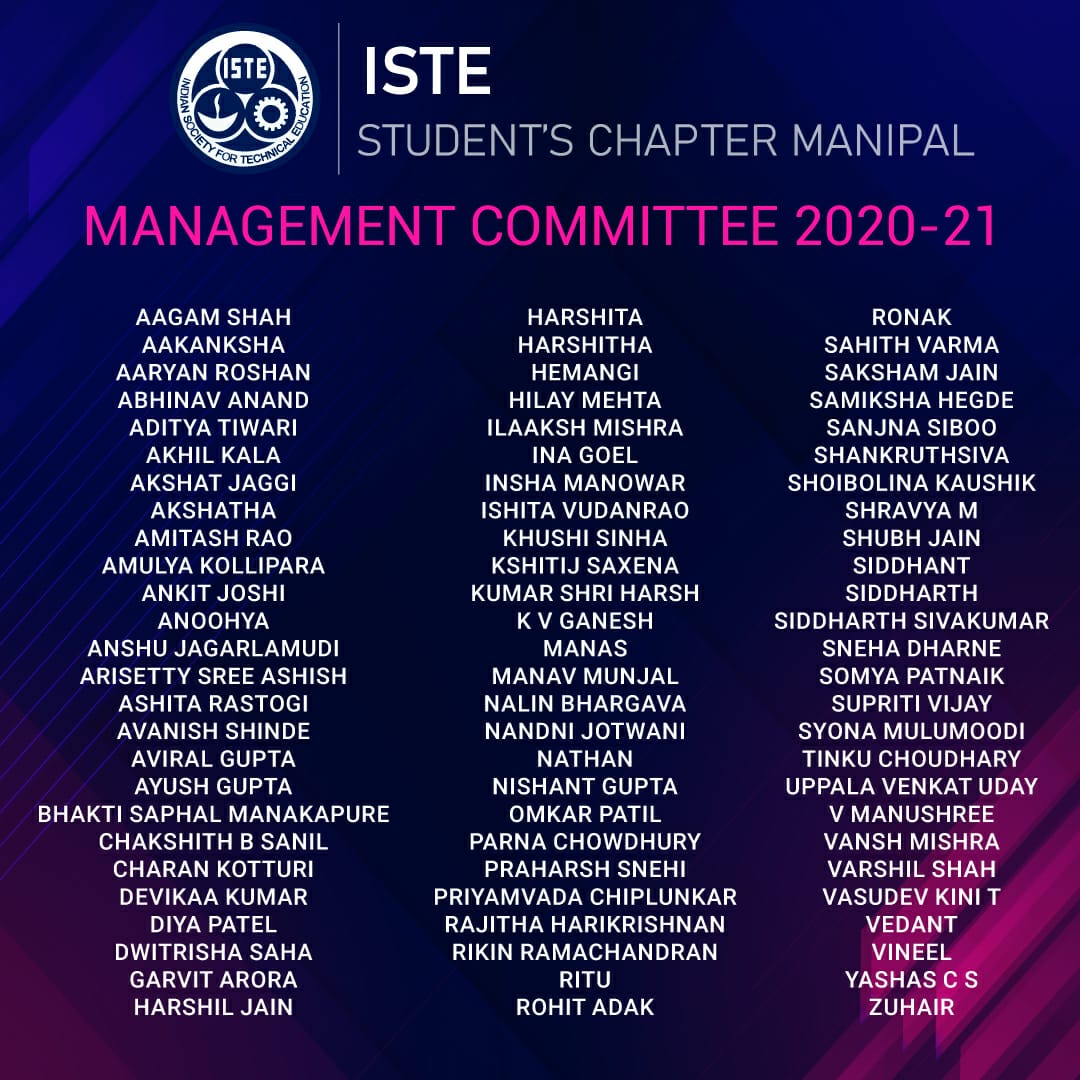 ISTE
INDIAN SOCIETY FOR TECHNICAL EDUCATION
ISTE
STUDENT'S CHAPTER MANIPAL
MANAGEMENT COMMITTEE 2020-21
AAGAM SHAH
AAKANKSHA
AARYAN ROSHAN
ABHINAV ANAND
ADITYA TIWARI
AKHIL KALA
AKSHAT JAGGI
AKSHATHA
AMITASH RAO
AMULYA KOLLIPARA
ANKIT JOSHI
ANOOHYA
ANSHU JAGARLAMUDI
ARISETTY SREE ASHISH
ASHITA RASTOGI
AVANISH SHINDE
AVIRAL GUPTA
AYUSH GUPTA
BHAKTI SAPHAL MANAKAPURE
CHAKSHITH B SANIL
CHARAN KOTTURI
DEVIKAA KUMAR
DIYA PATEL
DWITRISHA SAHA
GARVIT ARORA
HARSHIL JAIN
HARSHITA
HARSHITHA
HEMANGI
HILAY MEHTA
ILAAKSH MISHRA
INA GOEL
INSHA MANOWAR
ISHITA VUDANRAO
KHUSHI SINHA
KSHITIJ SAXENA
KUMAR SHRI HARSH
K V GANESH
MANAS
MANAV MUNJAL
NALIN BHARGAVA
NANDNI JOTWANI
NATHAN
NISHANT GUPTA
OMKAR PATIL
PARNA CHOWDHURY
PRAHARSH SNEHI
PRIYAMVADA CHIPLUNKAR
RAJITHA HARIKRISHNAN
RIKIN RAMACHANDRAN
RITU
ROHIT ADAK
RONAK
SAHITH VARMA
SAKSHAM JAIN
SAMIKSHA HEGDE
SANJNA SIBOO
SHANKRUTHSIVA
SHOIBOLINA KAUSHIK
SHRAVYA M
SHUBH JAIN
SIDDHANT
SIDDHARTH
SIDDHARTH SIVAKUMAR
SNEHA DHARNE
SOMYA PATNAIK
SUPRITI VIJAY
SYONA MULUMOODI
TINKU CHOUDHARY
UPPALA VENKAT UDAY
V MANUSHREE
VANSH MISHRA
VARSHIL SHAH
VASUDEV KINI T
VEDANT
VINEEL
YASHAS C S
ZUHAIR